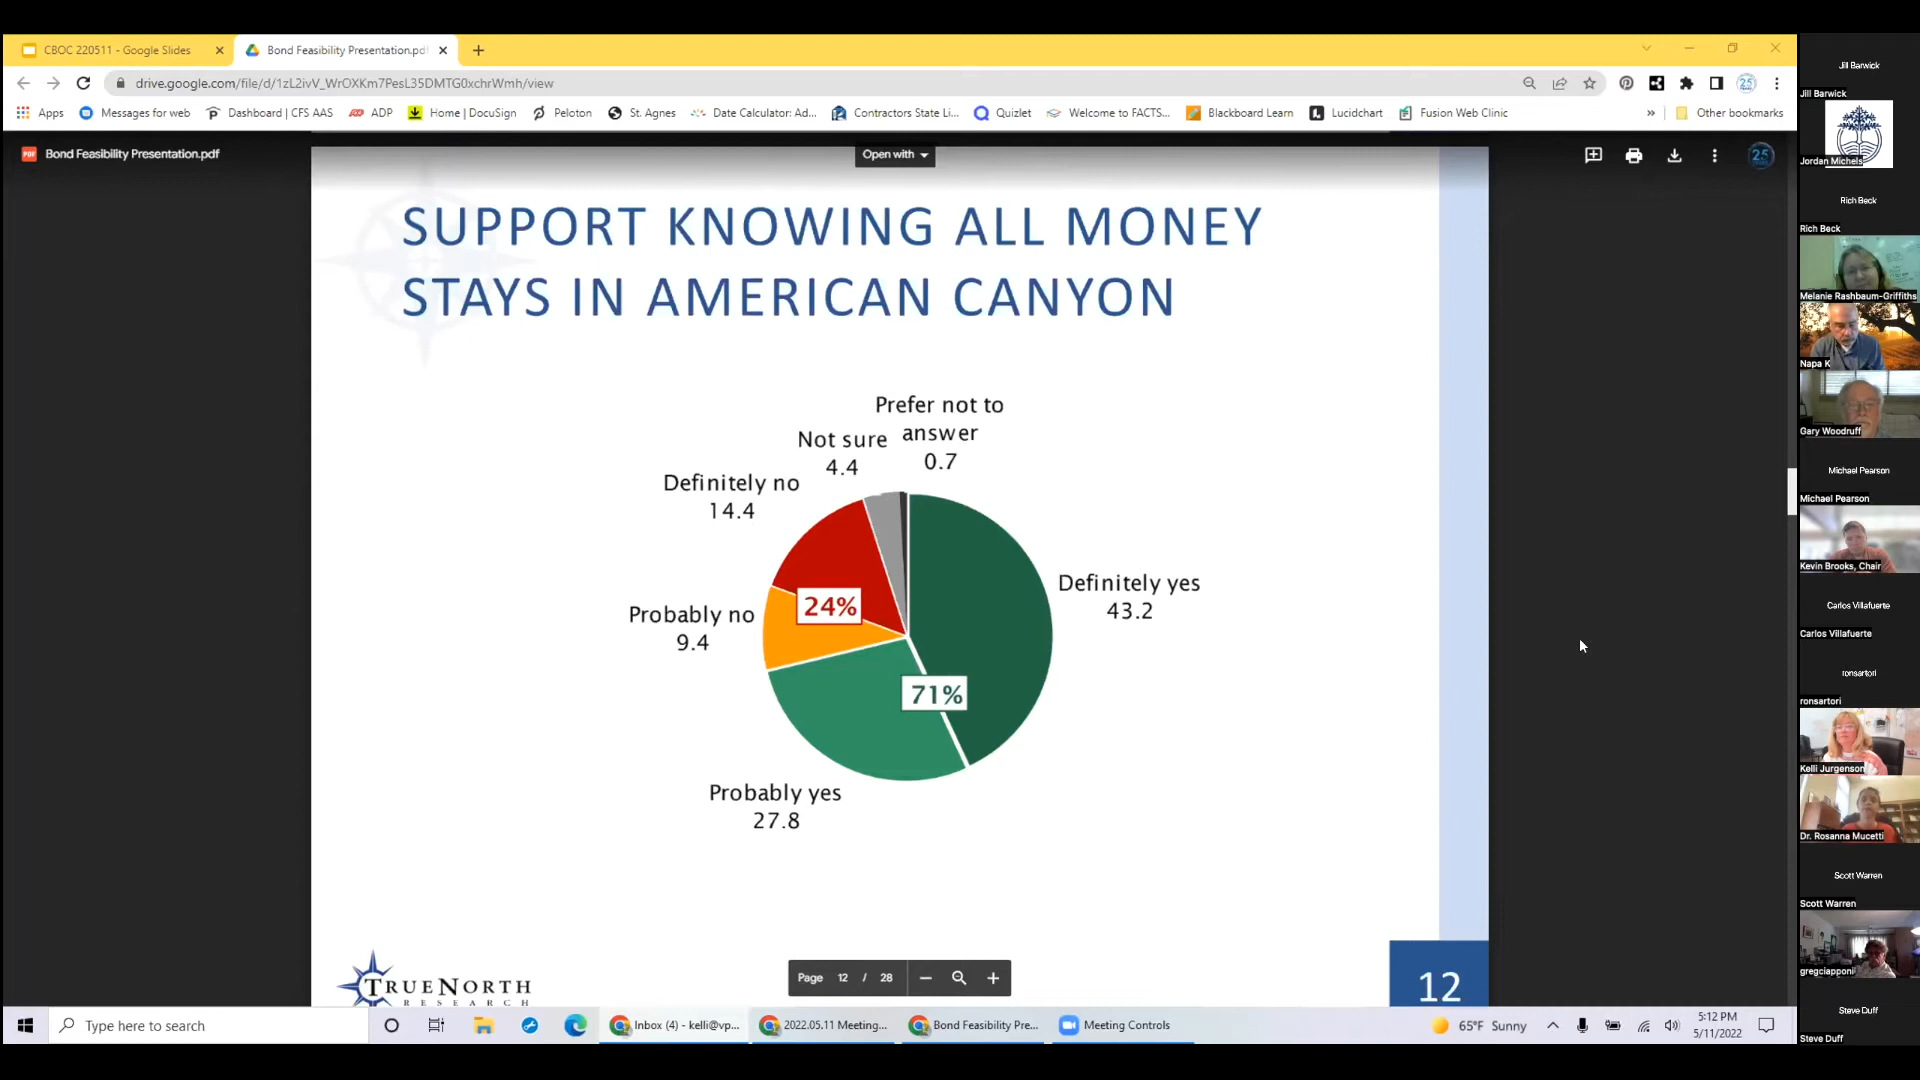 CBOC 220511 - Google Slides
Bond Feasibility Presentation.pd
drive.google.com/file/d/1zL2ivV_WrOXKm7PesL35DMTG0xchrWmh/view
Apps
Messages for web
Dashboard | CFS AAS
ADP
Home | DocuSign
Peloton
St. Agnes
Date Calculator: Ad...
Contractors State Li...
Quizlet
Welcome to FACTS...
Blackboard Learn
Lucidchart
Fusion Web Clinic
»
Other bookmarks
Bond Feasibility Presentation.pdf
Open with
25
SUPPORT KNOWING ALL MONEY
STAYS IN AMERICAN CANYON
Prefer not to
answer
0.7
Not sure
4.4
Definitely no
14.4
Definitely yes
43.2
Probably no
9.4
24%
71%
Probably yes
27.8
TRUENORTH
RESEARCH
Page 12 / 28
12
Type here to search
Inbox (4) - kelli@vp...
2022.05.11 Meeting...
Bond Feasibility Pre...
Meeting Controls
65°F Sunny
5:12 PM
5/11/2022
Jill Barwick
Jill Barwick
Jordan Michels
Rich Beck
Rich Beck
Melanie Rashbaum-Griffiths
Napa K
Gary Woodruff
Michael Pearson
Michael Pearson
Kevin Brooks, Chair
Carlos Villafuerte
Carlos Villafuerte
ronsartori
ronsartori
Kelli Jurgenson
Dr. Rosanna Mucetti
Scott Warren
Scott Warren
gregciapponi
Steve Duff
Steve Duff